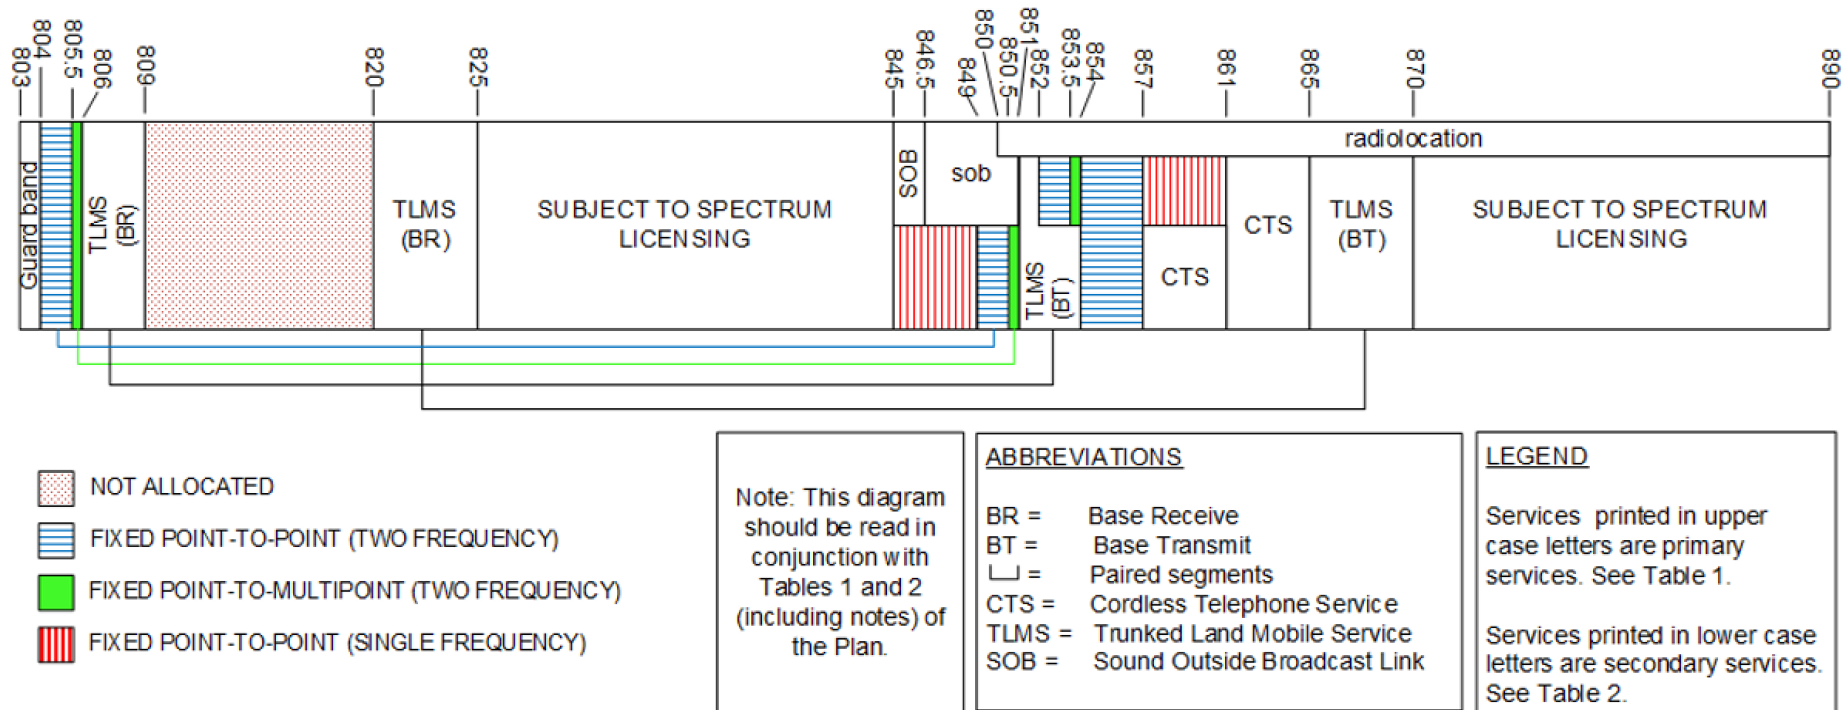 803
804
805.5
806
809
820
825
845
846.5
849
850
850.5
851
852
853.5
854
857
861
865
870
890
Guard band
TLMS
(BR)
TLMS
(BR)
SUBJECT TO SPECTRUM
LICENSING
BOS
sob
radiolocation
TLMS
(BT)
CTS
CTS
TLMS
(BT)
SUBJECT TO SPECTRUM
LICENSING
NOT ALLOCATED
FIXED POINT-TO-POINT (TWO FREQUENCY)
FIXED POINT-TO-MULTIPOINT (TWO FREQUENCY)
FIXED POINT-TO-POINT (SINGLE FREQUENCY)
Note: This diagram
should be read in
conjunction with
Tables 1 and 2
(including notes) of
the Plan.
ABBREVIATIONS
BR = Base Receive
BT = Base Transmit
= Paired segments
CTS = Cordless Telephone Service
TLMS = Trunked Land Mobile Service
SOB = Sound Outside Broadcast Link
LEGEND
Services printed in upper
case letters are primary
services. See Table 1.
Services printed in lower case
letters are secondary services.
See Table 2.